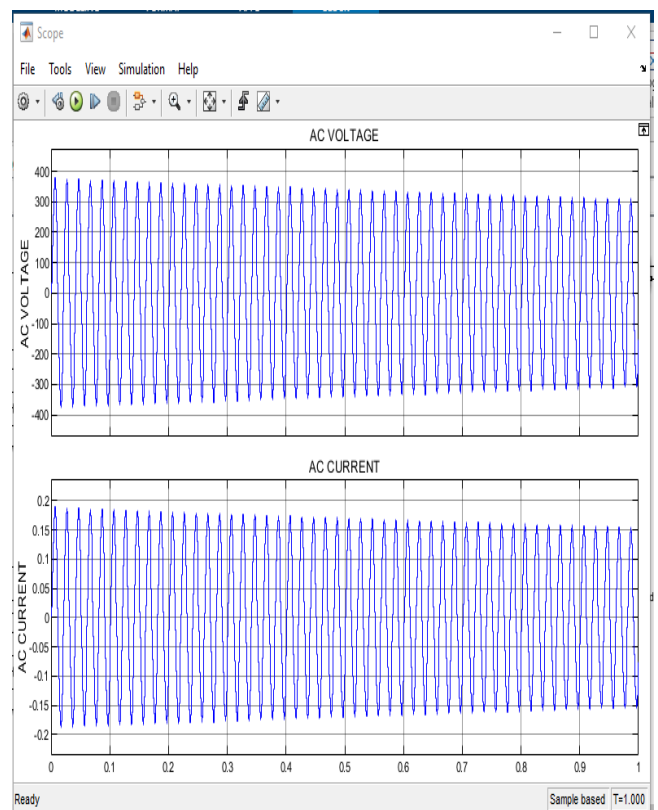 Scope
File Tools View Simulation Help
AC VOLTAGE
AC VOLTAGE
400
300
200
100
0
-100
-200
-300
-400
AC CURRENT
AC CURRENT
0.2
0.15
0.1
0.05
0
-0.05
-0.1
-0.15
-0.2
0 0.1 0.2 0.3 0.4 0.5 0.6 0.7 0.8 0.9 1
Ready
Sample based T=1.000